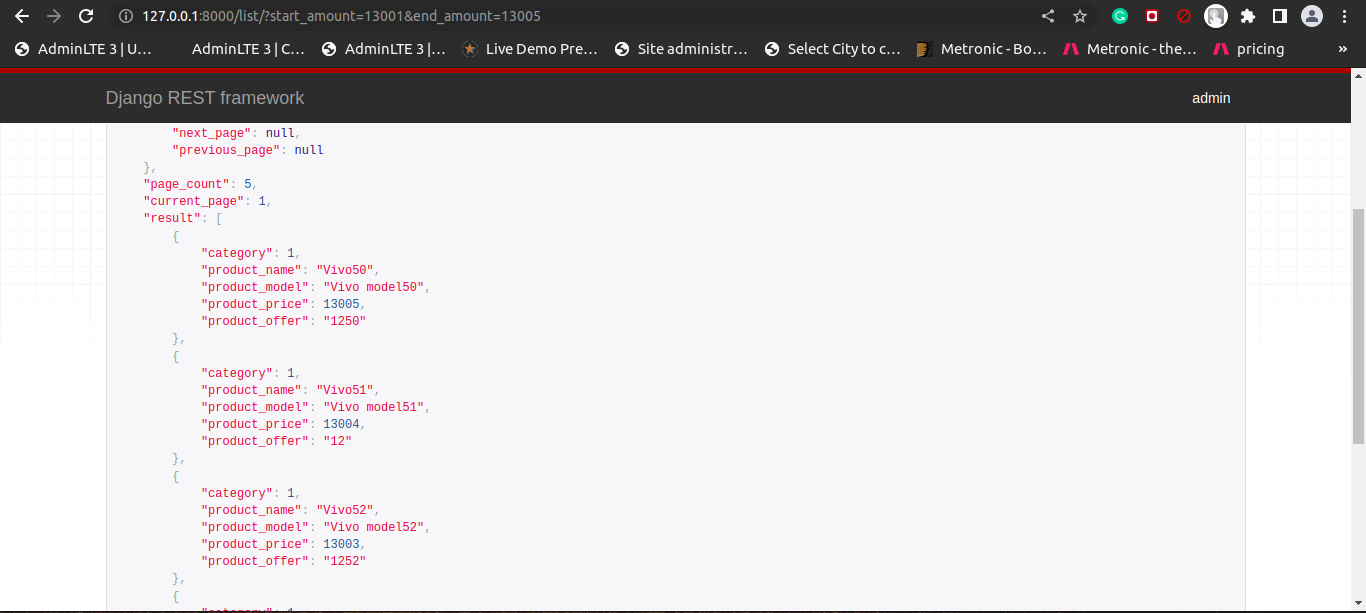 127.0.0.1:8000/list/?start_amount=13001&end_amount=13005
AdminLTE 3 | U... AdminLTE 3 | C... AdminLTE 3 |... Live Demo Pre... Site administr... Select City to c... Metronic - Bo... Metronic - the... pricing »
Django REST framework admin
"next_page": null,
"previous_page": null
},
"page_count": 5,
"current_page": 1,
"result": [
{
"category": 1,
"product_name": "Vivo50",
"product_model": "Vivo model50",
"product_price": 13005,
"product_offer": "1250"
},
{
"category": 1,
"product_name": "Vivo51",
"product_model": "Vivo model51",
"product_price": 13004,
"product_offer": "12"
},
{
"category": 1,
"product_name": "Vivo52",
"product_model": "Vivo model52",
"product_price": 13003,
"product_offer": "1252"
},
{